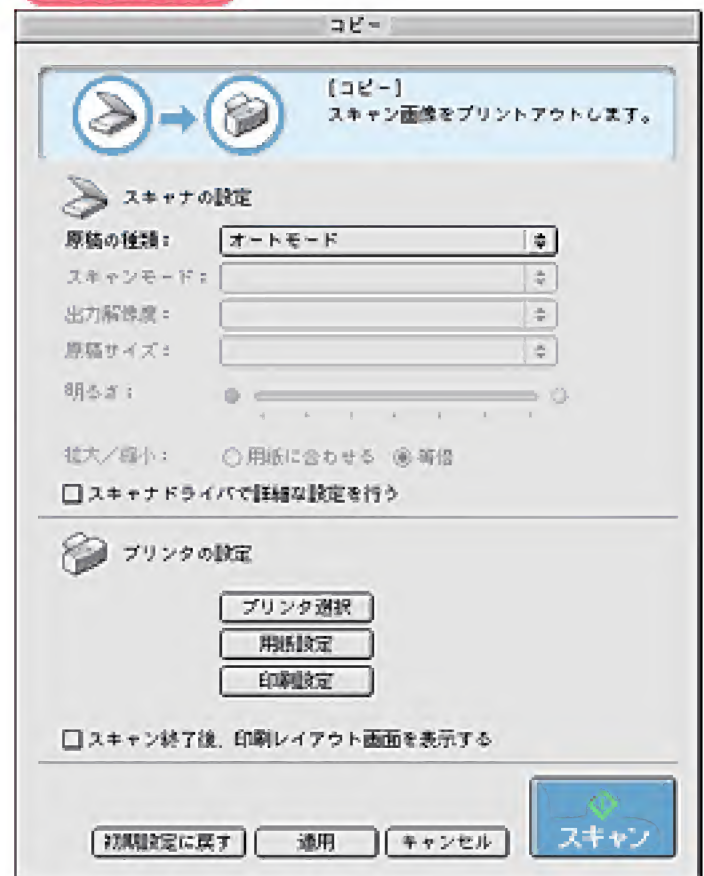 コピー
[コピー]
スキャン画像をプリントアウトします。
スキャナの設定
原稿の種類： オートモード
スキャンモード：
出力解像度：
原稿サイズ：
明るさ：
拡大／縮小： 用紙に合わせる 等倍
スキャナドライバで詳細な設定を行う
プリンタの設定
プリンタ選択
用紙設定
印刷設定
スキャン終了後、印刷レイアウト画面を表示する
初期設定に戻す 適用 キャンセル スキャン